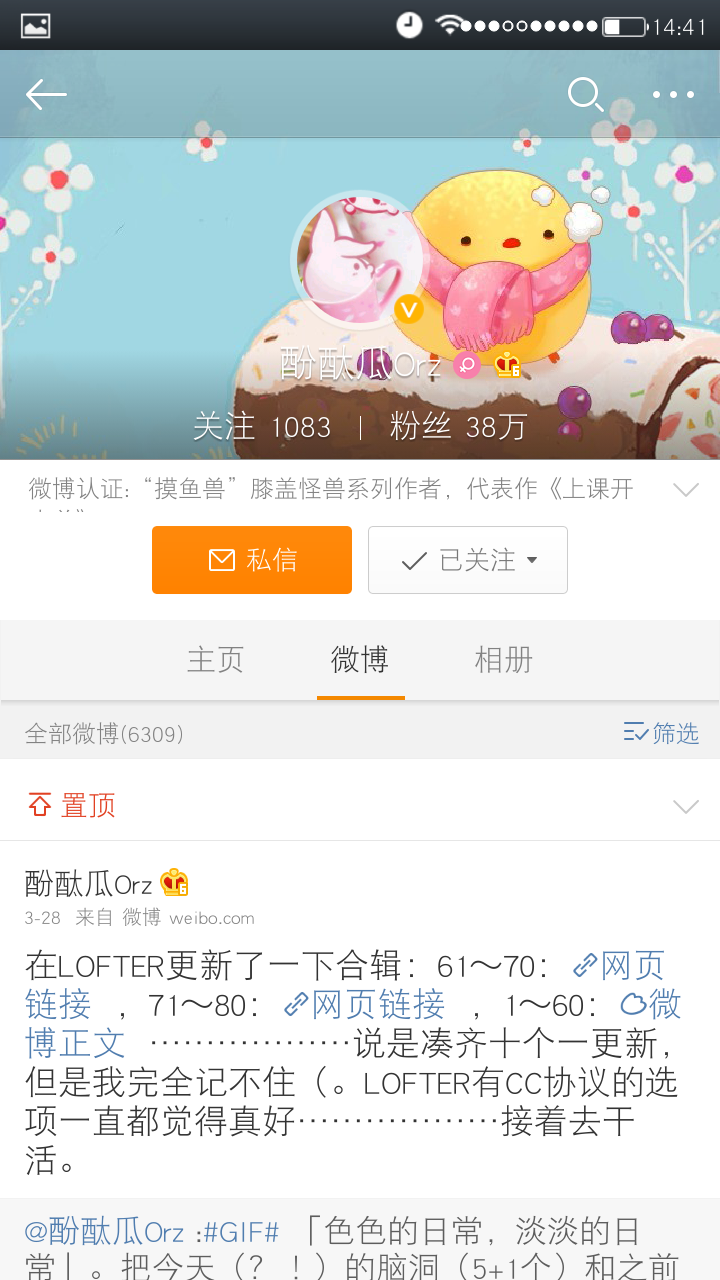 14:41
酚酞瓜Orz
关注 1083 | 粉丝 38万
微博认证:“摸鱼兽”膝盖怪兽系列作者，代表作《上课开
私信
已关注
主页 微博 相册
全部微博(6309)
筛选
置顶
酚酞瓜Orz
3-28 来自 微博 weibo.com
在LOFTER更新了一下合辑：61～70：网页
链接 ，71～80：网页链接 ，1～60：微
博正文 ………………说是凑齐十个一更新，
但是我完全记不住（。LOFTER有CC协议的选
项一直都觉得真好………………接着去干
活。
@酚酞瓜Orz :#GIF# 「色色的日常，淡淡的日
常」。把今天（？！）的脑洞（5+1个）和之前